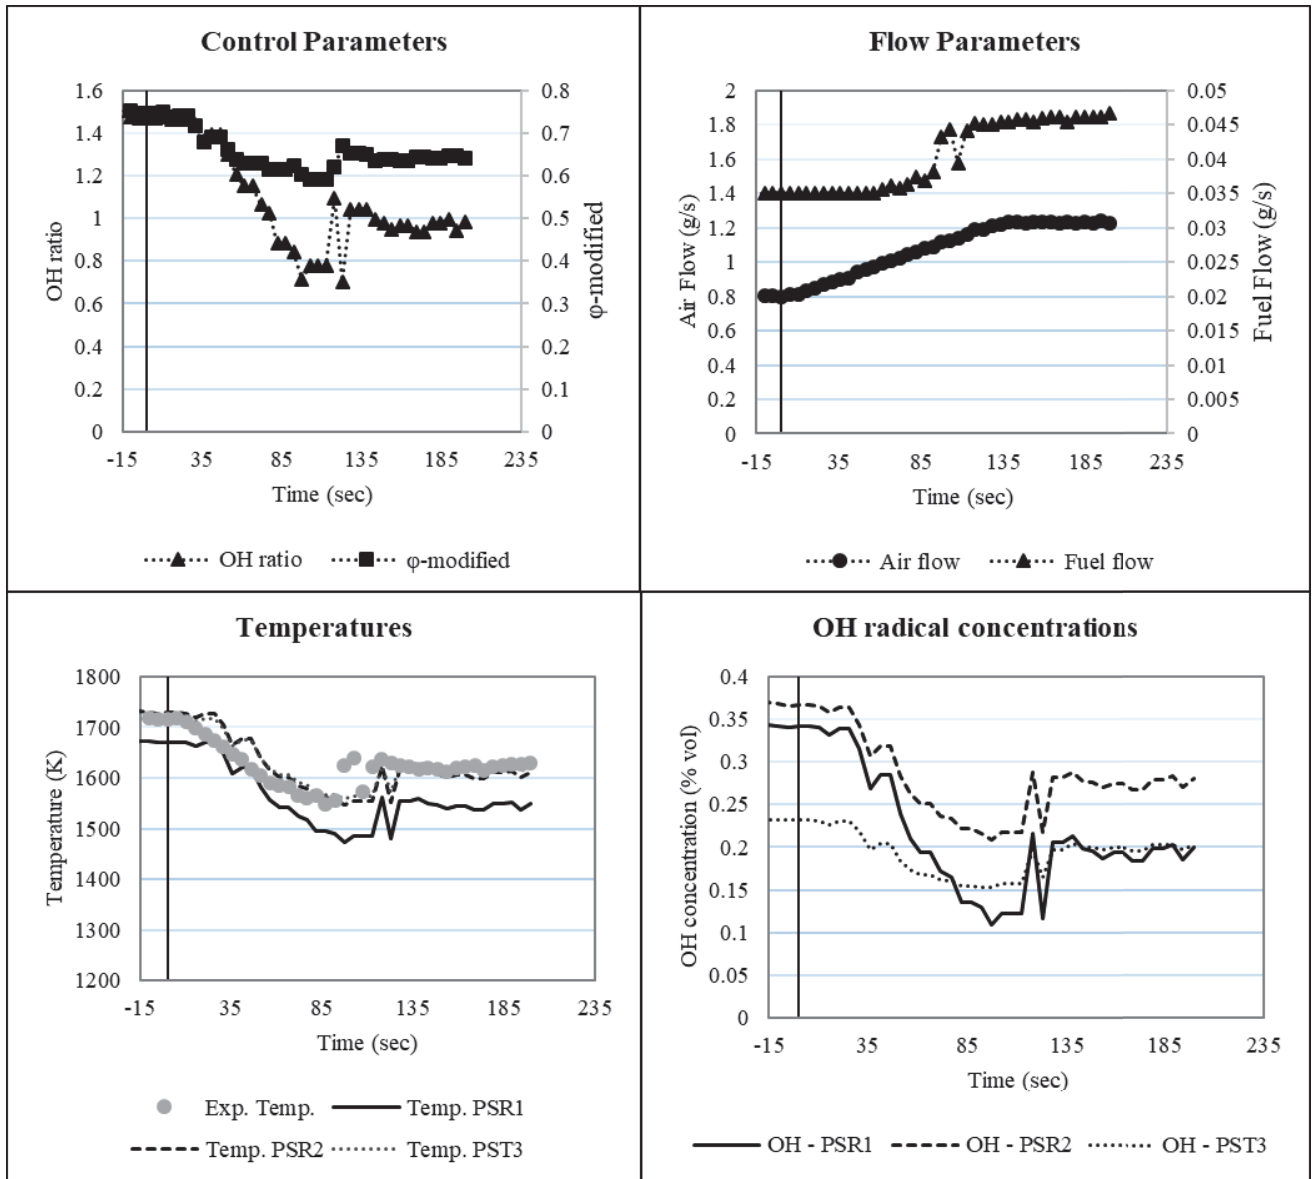 Control Parameters
1.6
1.4
1.2
1
0.8
0.6
0.4
0.2
0
OH ratio
0.8
0.7
0.6
0.5
0.4
0.3
0.2
0.1
0
φ-modified
-15 35 85 135 185 235
Time (sec)
OH ratio φ-modified
Flow Parameters
2
1.8
1.6
1.4
1.2
1
0.8
0.6
0.4
0.2
0
Air Flow (g/s)
0.05
0.045
0.04
0.035
0.03
0.025
0.02
0.015
0.01
0.005
0
Fuel Flow (g/s)
-15 35 85 135 185 235
Time (sec)
Air flow Fuel flow
Temperatures
1800
1700
1600
1500
1400
1300
1200
Temperature (K)
-15 35 85 135 185 235
Time (sec)
Exp. Temp. Temp. PSR1
Temp. PSR2 Temp. PST3
OH radical concentrations
0.4
0.35
0.3
0.25
0.2
0.15
0.1
0.05
0
OH concentration (% vol)
-15 35 85 135 185 235
Time (sec)
OH - PSR1 OH - PSR2 OH - PST3